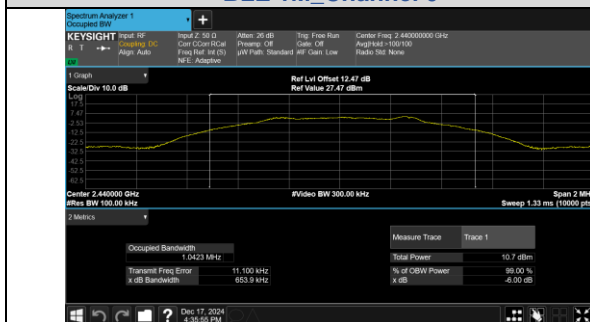 Spectrum Analyzer 1
Occupied BW
+
KEYSIGHT Input: RF Input Z: 50 Ω Atten: 26 dB Trig: Free Run Center Freq: 2.440000000 GHz
R T Coupling: DC Corr CCorr RCal Preamp: Off Gate: Off Avg|Hold:>100/100
Align: Auto Freq Ref: Int (S) µW Path: Standard #IF Gain: Low Radio Std: None
NFE: Adaptive
1 Graph
Ref Lvl Offset 12.47 dB
Scale/Div 10.0 dB Ref Value 27.47 dBm
Log
17.5
7.47
-2.53
-12.5
-22.5
-32.5
-42.5
-52.5
-62.5
Center 2.440000 GHz #Video BW 300.00 kHz Span 2 MH
#Res BW 100.00 kHz Sweep 1.33 ms (10000 pts
2 Metrics
Measure Trace Trace 1
Occupied Bandwidth
1.0423 MHz
Total Power 10.7 dBm
Transmit Freq Error 11.100 kHz % of OBW Power 99.00 %
x dB Bandwidth 653.9 kHz x dB -6.00 dB
? Dec 17, 2024
4:35:55 PM